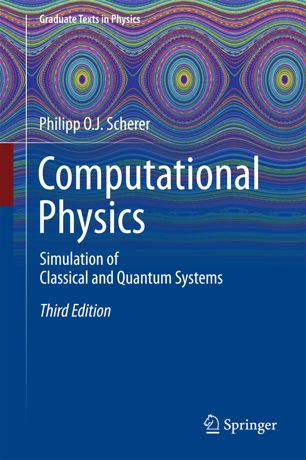 Graduate Texts in Physics
Philipp O.J. Scherer
Computational
Physics
Simulation of
Classical and Quantum Systems
Third Edition
Springer